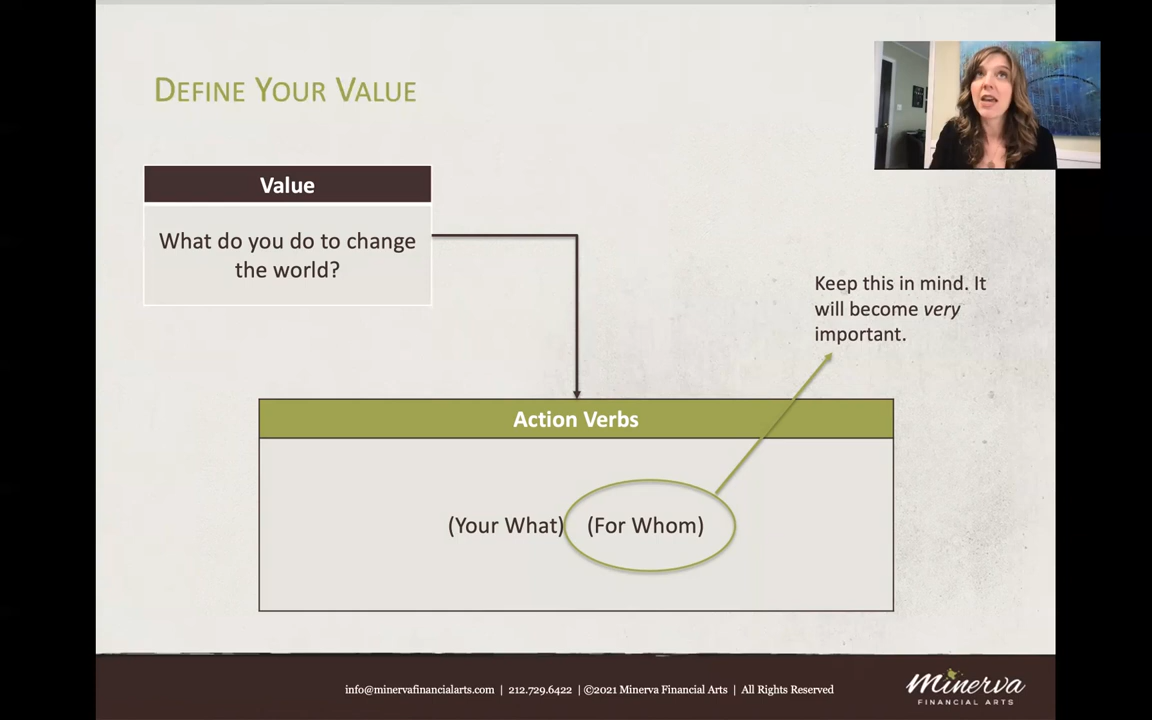 DEFINE YOUR VALUE
Value
What do you do to change
the world?
Keep this in mind. It
will become very
important.
Action Verbs
(Your What) (For Whom)
info@minervafinancialarts.com | 212.729.6422 | ©2021 Minerva Financial Arts | All Rights Reserved
Minerva
FINANCIAL ARTS